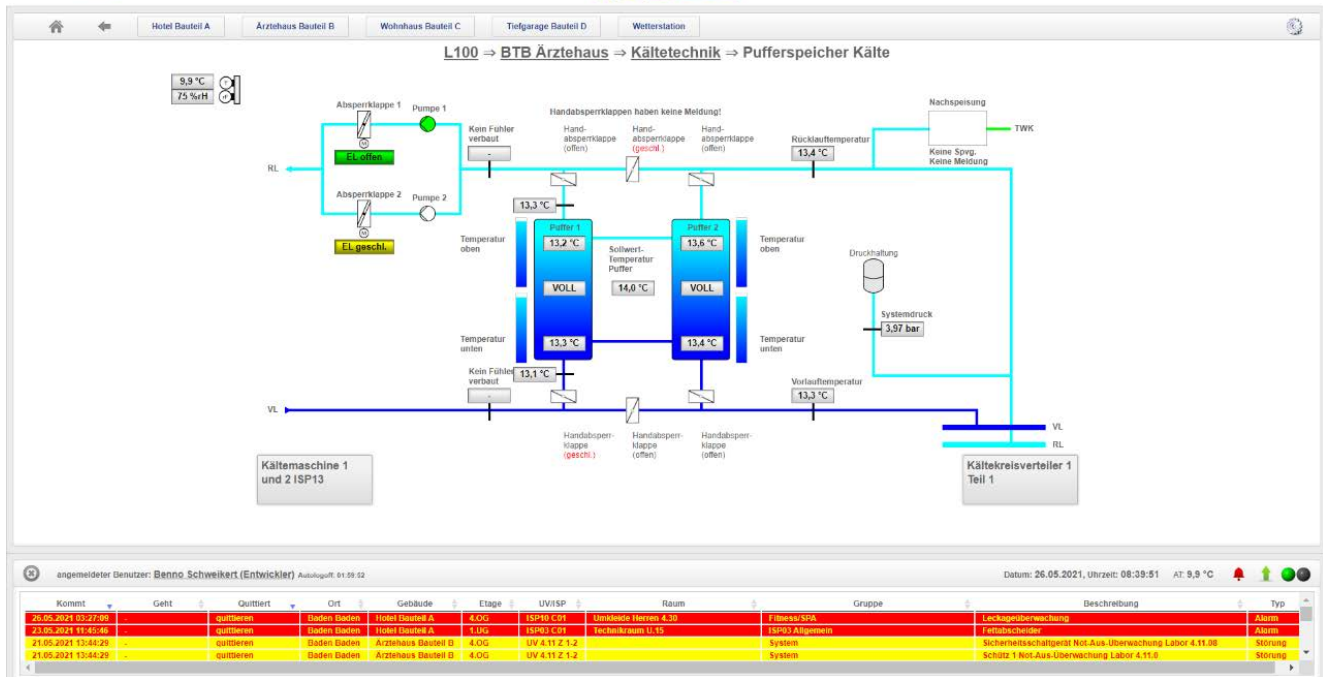 Hotel Bauteil A
Ärztehaus Bauteil B
Wohnhaus Bauteil C
Tiefgarage Bauteil D
Wetterstation
L100 ⇒ BTB Ärztehaus ⇒ Kältetechnik ⇒ Pufferspeicher Kälte
9,9 °C
75 %rH
Absperrklappe 1
Pumpe 1
M
EL offen
RL
Absperrklappe 2
Pumpe 2
M
EL geschl.
Kein Fühler
verbaut
-
Handabsperrklappen haben keine Meldung!
Hand-
absperrklappe
(offen)
Hand-
absperrklappe
(geschl.)
Hand-
absperrklappe
(offen)
Rücklauftemperatur
13,4 °C
Nachspeisung
TWK
Keine Spvg.
Keine Meldung
13,3 °C
Temperatur
oben
Puffer 1
13,2 °C
VOLL
13,3 °C
Sollwert-
Temperatur
Puffer
14,0 °C
Puffer 2
13,6 °C
VOLL
13,4 °C
Temperatur
oben
Druckhaltung
Systemdruck
3,97 bar
Temperatur
unten
Temperatur
unten
Kein Fühler
verbaut
-
13,1 °C
Vorlauftemperatur
13,3 °C
VL
VL
RL
Handabsperr-
klappe
(geschl.)
Handabsperr-
klappe
(offen)
Handabsperr-
klappe
(offen)
Kältemaschine 1
und 2 ISP13
Kältekreisverteiler 1
Teil 1
angemeldeter Benutzer: Benno Schweikert (Entwickler) Autologoff: 01:59:52
Datum: 26.05.2021, Uhrzeit: 08:39:51 AT: 9,9 °C
Kommt Geht Quittiert Ort Gebäude Etage UV/ISP Raum Gruppe Beschreibung Typ
26.05.2021 03:27:09 - quittieren Baden Baden Hotel Bauteil A 4.OG ISP10 C01 Umkleide Herren 4.30 Fitness/SPA Leckageüberwachung Alarm
23.05.2021 11:45:46 - quittieren Baden Baden Hotel Bauteil A 1.UG ISP03 C01 Technikraum U.15 ISP03 Allgemein Fettabscheider Alarm
21.05.2021 13:44:29 - quittieren Baden Baden Ärztehaus Bauteil B 4.OG UV 4.11 Z 1-2 System Sicherheitsschaltgerät Not-Aus-Überwachung Labor 4.11.08 Störung
21.05.2021 13:44:29 - quittieren Baden Baden Ärztehaus Bauteil B 4.OG UV 4.11 Z 1-2 System Schütz 1 Not-Aus-Überwachung Labor 4.11.0 Störung